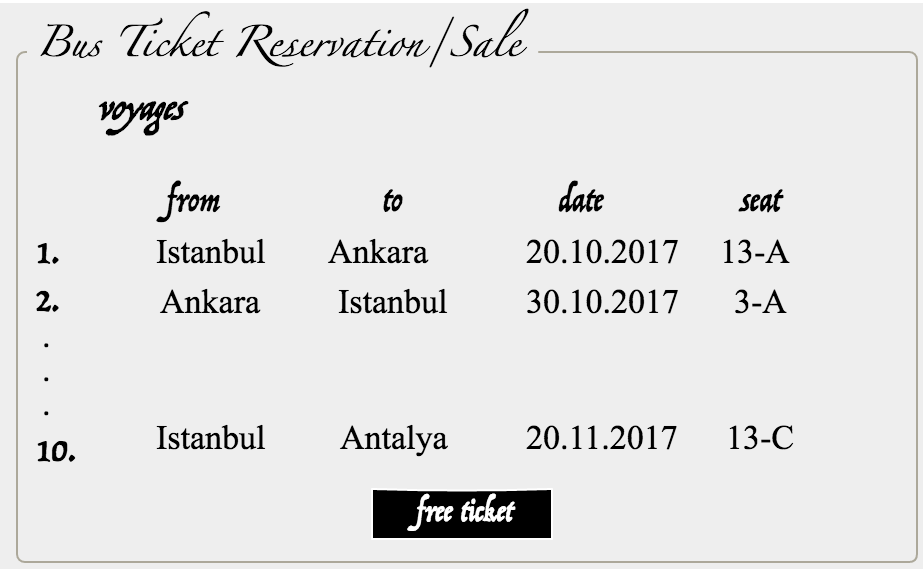 Bus Ticket Reservation/Sale
voyages
from to date seat
1. Istanbul Ankara 20.10.2017 13-A
2. Ankara Istanbul 30.10.2017 3-A
.
.
.
10. Istanbul Antalya 20.11.2017 13-C
free ticket